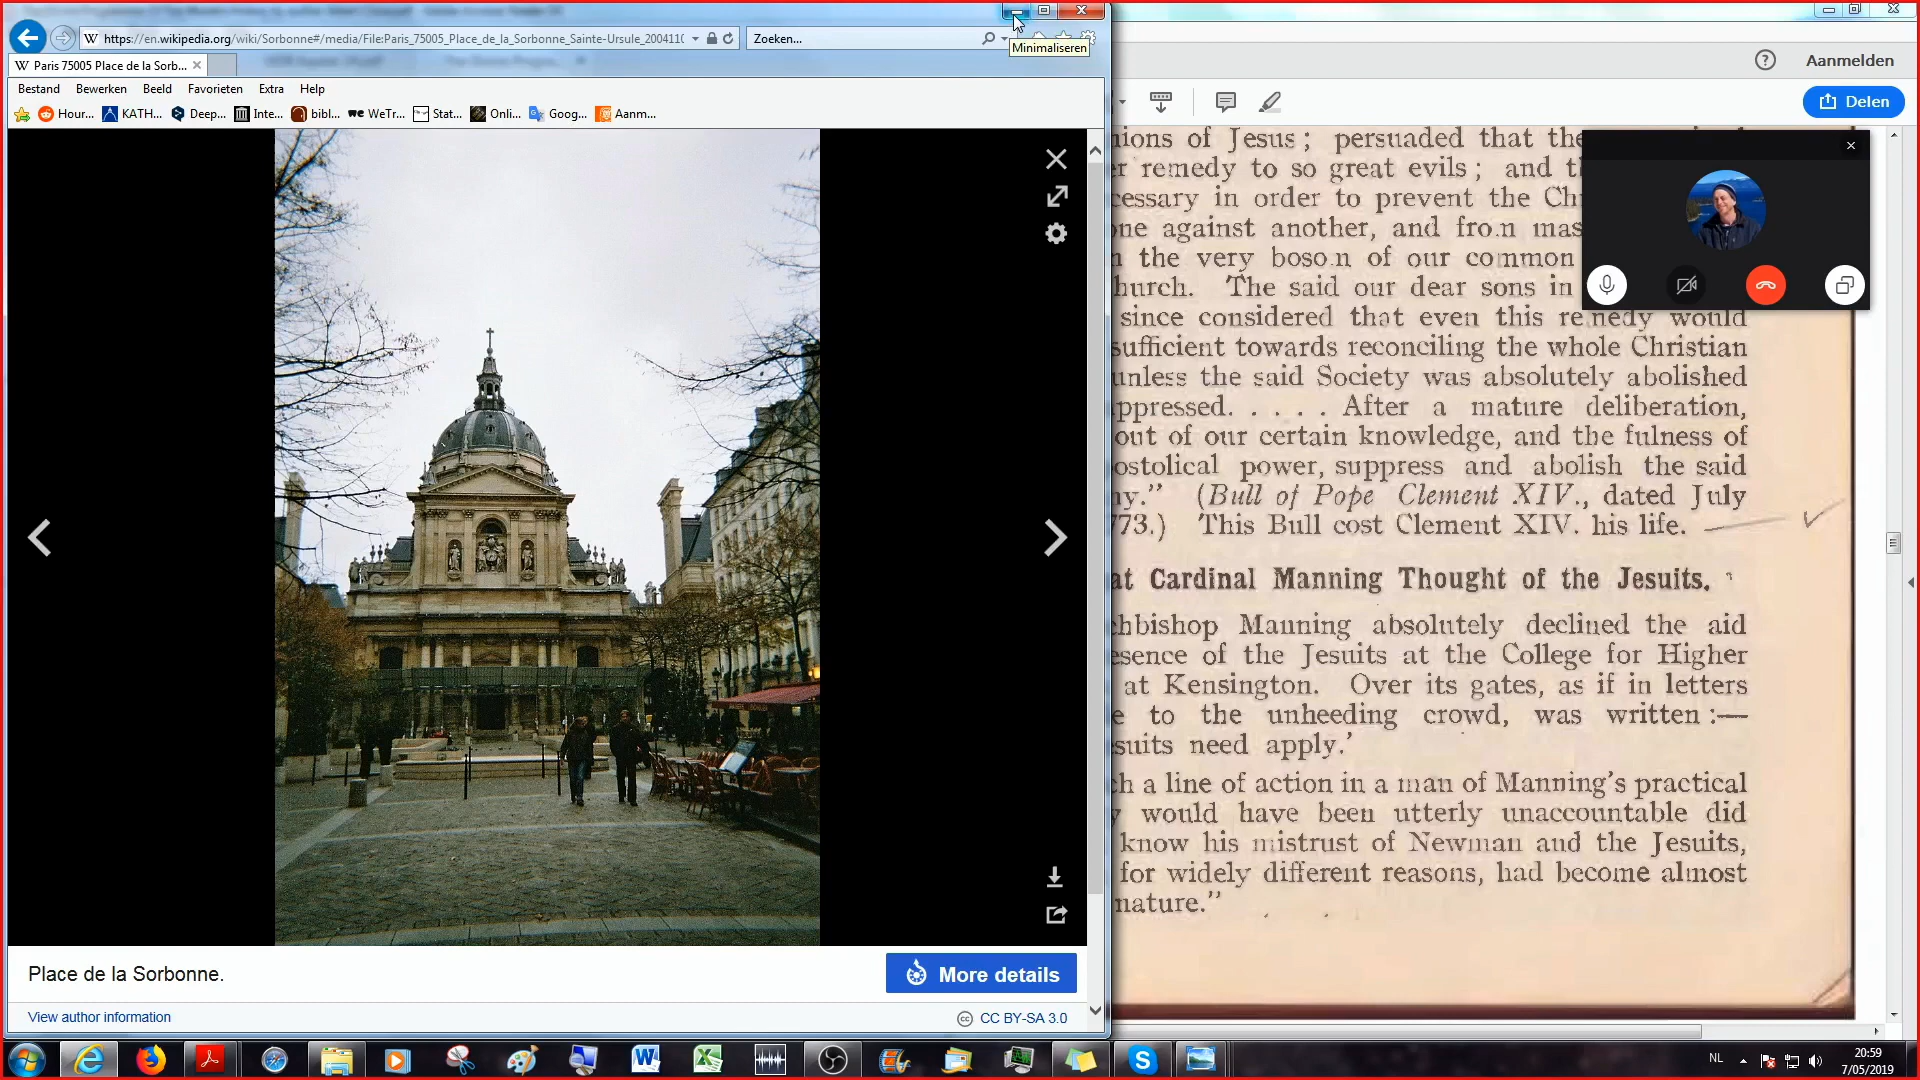 https://en.wikipedia.org/wiki/Sorbonne#/media/File:Paris_75005_Place_de_la_Sorbonne_Sainte-Ursule_2004110
Zoeken...
Minimaliseren
Paris 75005 Place de la Sorb...
Bestand Bewerken Beeld Favorieten Extra Help
Hour... KATH... Deep... Inte... bibl... WeTr... Stat... Onli... Goog... Aanm...
Place de la Sorbonne.
More details
View author information
CC BY-SA 3.0
Aanmelden
Delen
nions of Jesus; persuaded that the
er remedy to so great evils; and th
cessary in order to prevent the Chr
one against another, and from mas
n the very bosom of our common
hurch. The said our dear sons in
since considered that even this remedy would
sufficient towards reconciling the whole Christian
unless the said Society was absolutely abolished
ppressed. . . . . After a mature deliberation,
out of our certain knowledge, and the fulness of
ostolical power, suppress and abolish the said
ny." (Bull of Pope Clement XIV., dated July
773.) This Bull cost Clement XIV. his life.
at Cardinal Manning Thought of the Jesuits.
chbishop Manning absolutely declined the aid
esence of the Jesuits at the College for Higher
at Kensington. Over its gates, as if in letters
e to the unheeding crowd, was written :—
suits need apply.'
ch a line of action in a man of Manning's practical
y would have been utterly unaccountable did
know his mistrust of Newman and the Jesuits,
for widely different reasons, had become almost
nature."
NL
20:59
7/05/2019